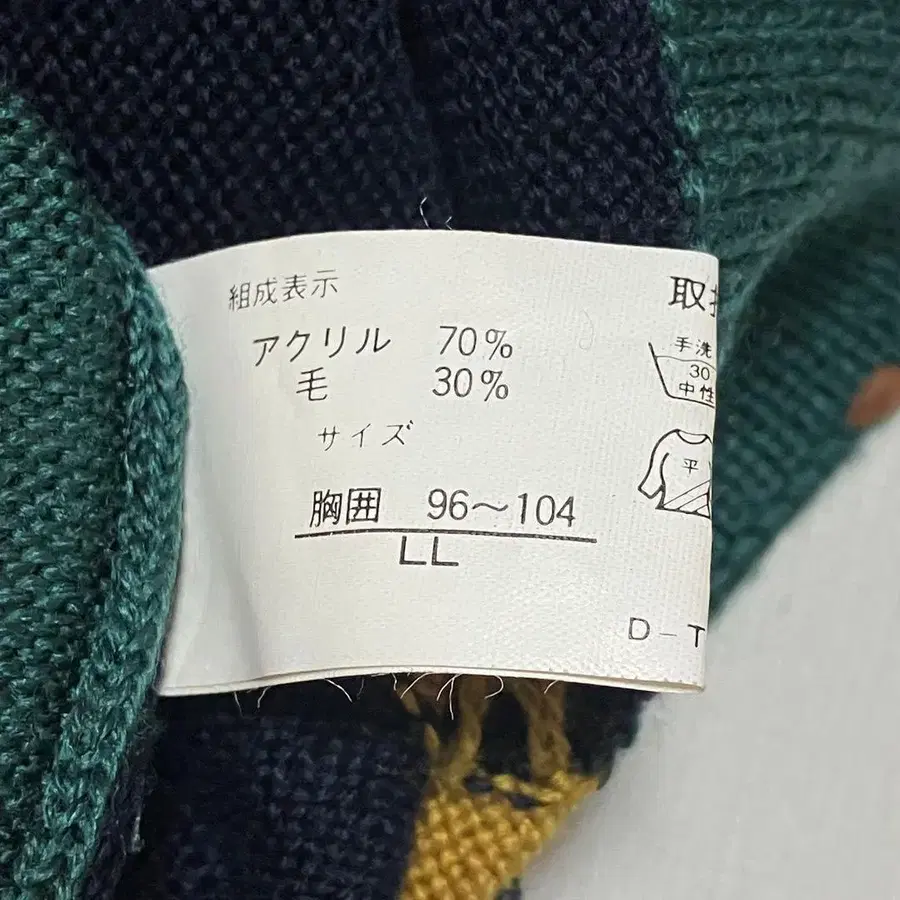 組成表示
アクリル 70%
毛 30%
サイズ
胸囲 96～104
LL
取
手洗
30
中性
平
D-T